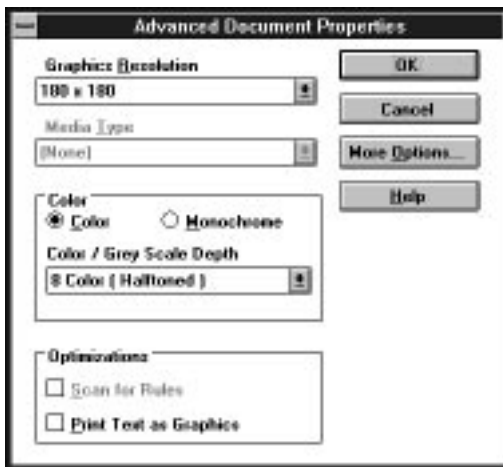 Advanced Document Properties
Graphics Resolution
180 x 180
Media Type
(None)
Color
Color
Monochrome
Color / Grey Scale Depth
8 Color ( Halftoned )
Optimizations
Scan for Rules
Print Text as Graphics
OK
Cancel
More Options...
Help